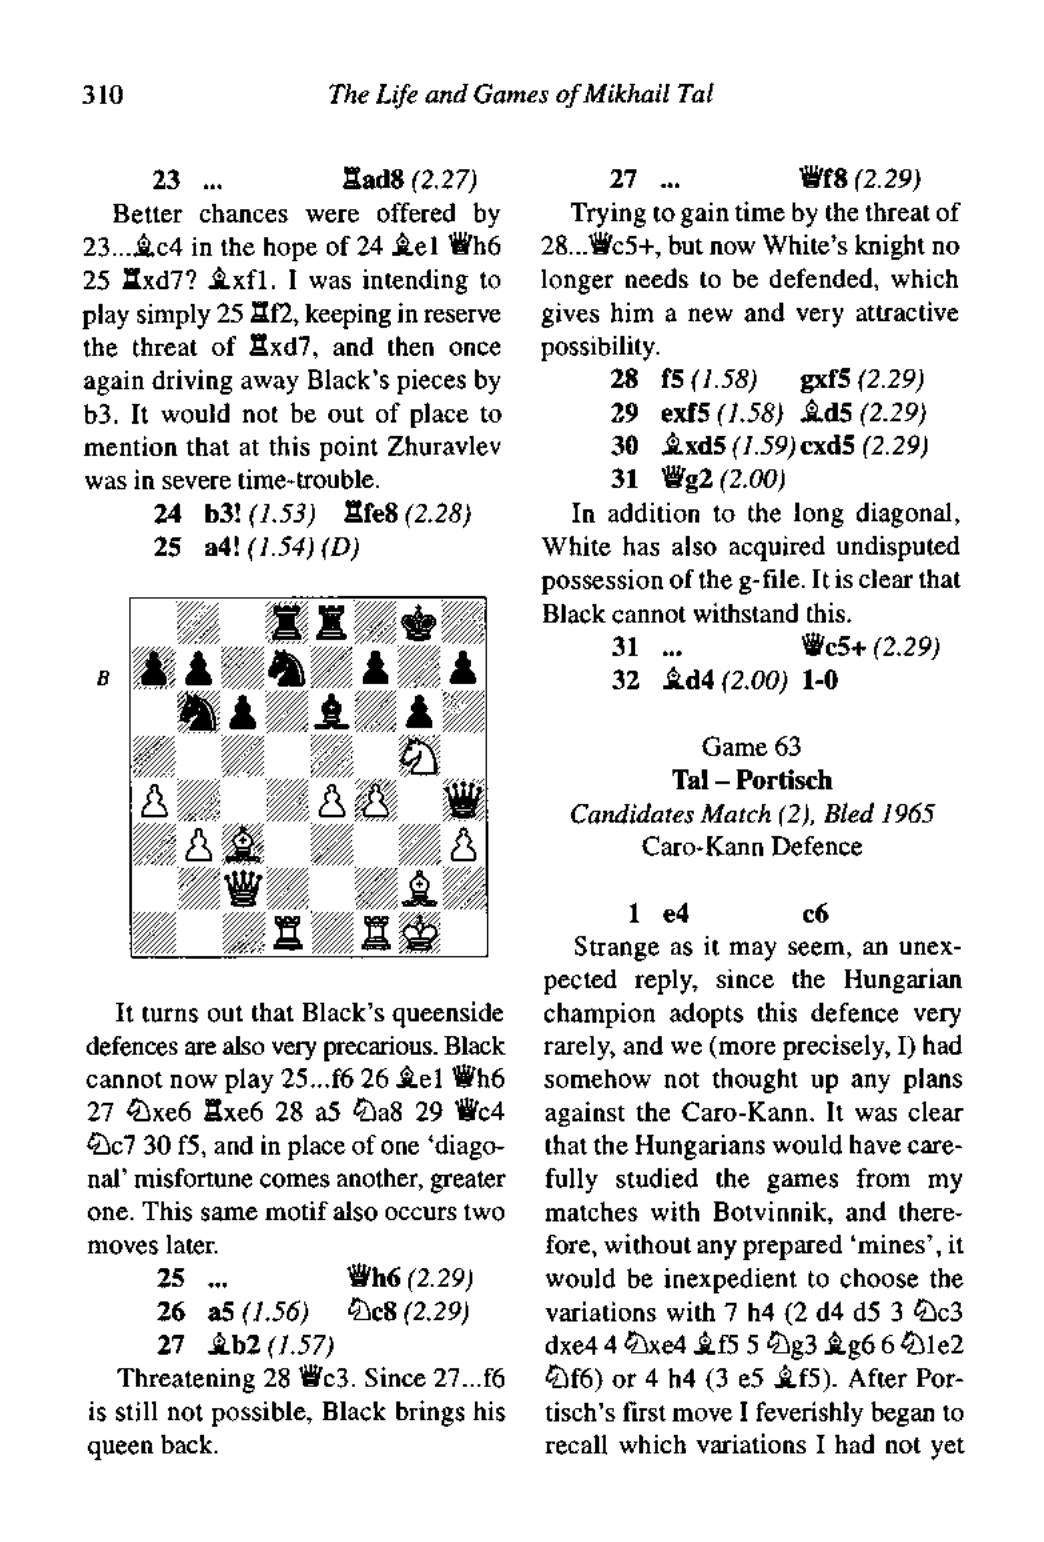 310
The Life and Games of Mikhail Tal
23 ... ♖ad8 (2.27)
Better chances were offered by
23...♗c4 in the hope of 24 ♗e1 ♕h6
25 ♖xd7? ♗xf1. I was intending to
play simply 25 ♖f2, keeping in reserve
the threat of ♖xd7, and then once
again driving away Black's pieces by
b3. It would not be out of place to
mention that at this point Zhuravlev
was in severe time-trouble.
24 b3! (1.53) ♖fe8 (2.28)
25 a4! (1.54) (D)
B
It turns out that Black's queenside
defences are also very precarious. Black
cannot now play 25...f6 26 ♗e1 ♕h6
27 ♘xe6 ♖xe6 28 a5 ♘a8 29 ♕c4
♘c7 30 f5, and in place of one 'diago-
nal' misfortune comes another, greater
one. This same motif also occurs two
moves later.
25 ... ♕h6 (2.29)
26 a5 (1.56) ♘c8 (2.29)
27 ♗b2 (1.57)
Threatening 28 ♕c3. Since 27...f6
is still not possible, Black brings his
queen back.
27 ... ♕f8 (2.29)
Trying to gain time by the threat of
28...♕c5+, but now White's knight no
longer needs to be defended, which
gives him a new and very attractive
possibility.
28 f5 (1.58) gxf5 (2.29)
29 exf5 (1.58) ♗d5 (2.29)
30 ♗xd5 (1.59) cxd5 (2.29)
31 ♕g2 (2.00)
In addition to the long diagonal,
White has also acquired undisputed
possession of the g-file. It is clear that
Black cannot withstand this.
31 ... ♕c5+ (2.29)
32 ♗d4 (2.00) 1-0
Game 63
Tal – Portisch
Candidates Match (2), Bled 1965
Caro-Kann Defence
1 e4 c6
Strange as it may seem, an unex-
pected reply, since the Hungarian
champion adopts this defence very
rarely, and we (more precisely, I) had
somehow not thought up any plans
against the Caro-Kann. It was clear
that the Hungarians would have care-
fully studied the games from my
matches with Botvinnik, and there-
fore, without any prepared 'mines', it
would be inexpedient to choose the
variations with 7 h4 (2 d4 d5 3 ♘c3
dxe4 4 ♘xe4 ♗f5 5 ♘g3 ♗g6 6 ♘1e2
♘f6) or 4 h4 (3 e5 ♗f5). After Por-
tisch's first move I feverishly began to
recall which variations I had not yet